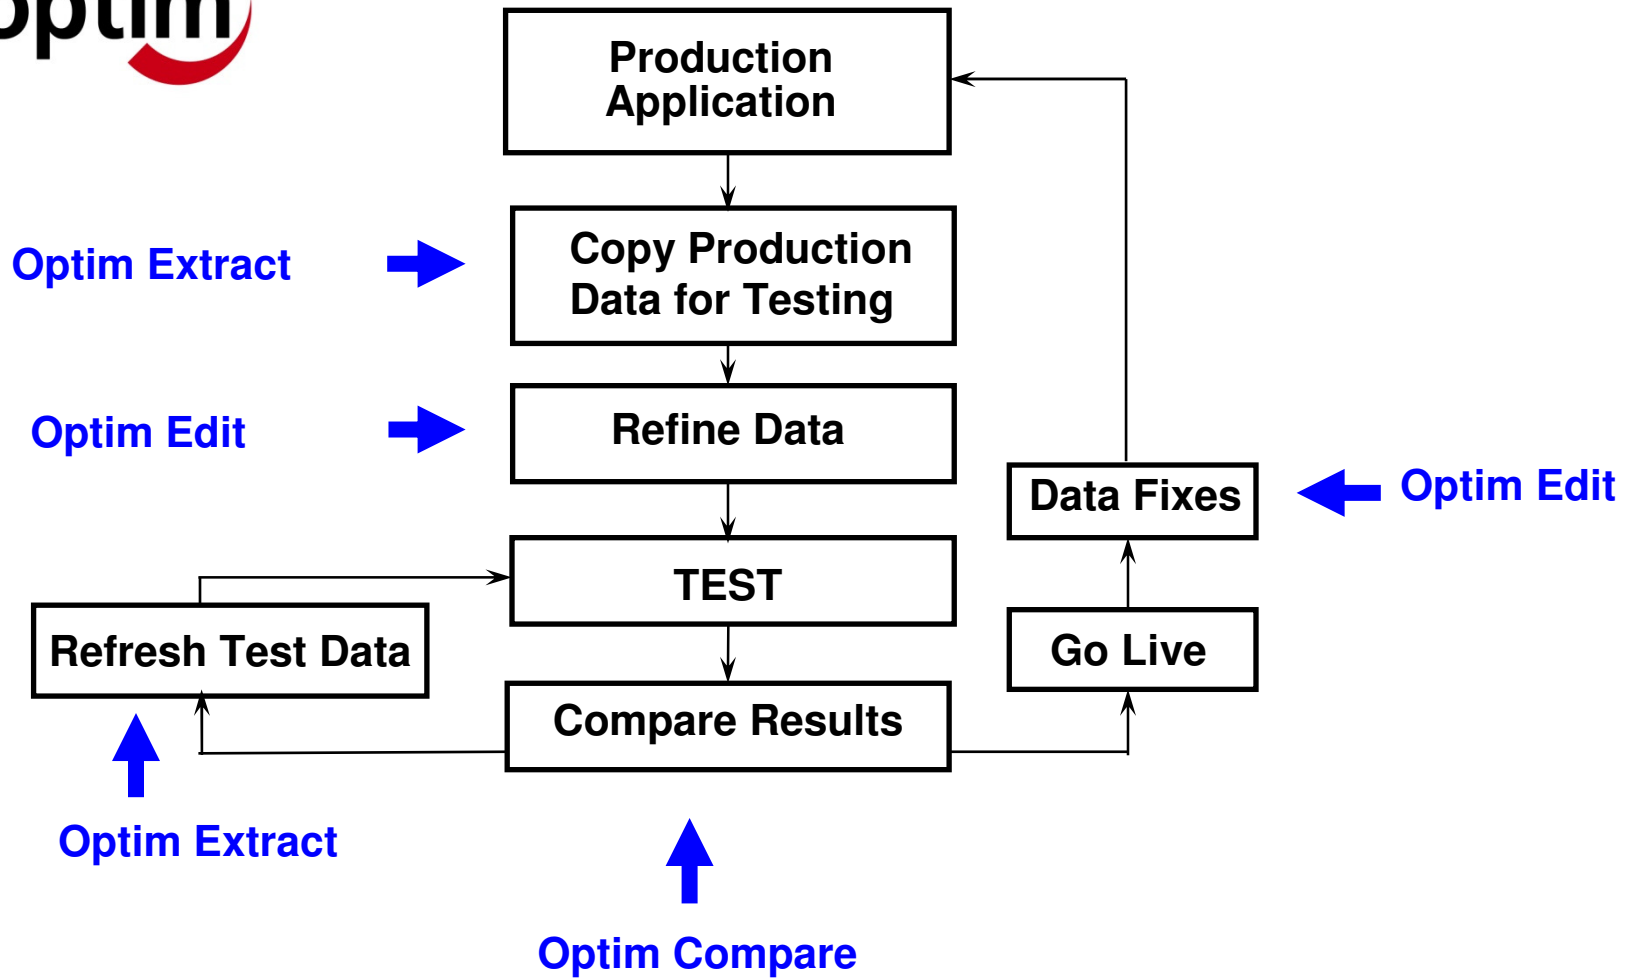 optim
Production
Application
Optim Extract
Copy Production
Data for Testing
Optim Edit
Refine Data
Data Fixes
Optim Edit
TEST
Refresh Test Data
Go Live
Compare Results
Optim Extract
Optim Compare